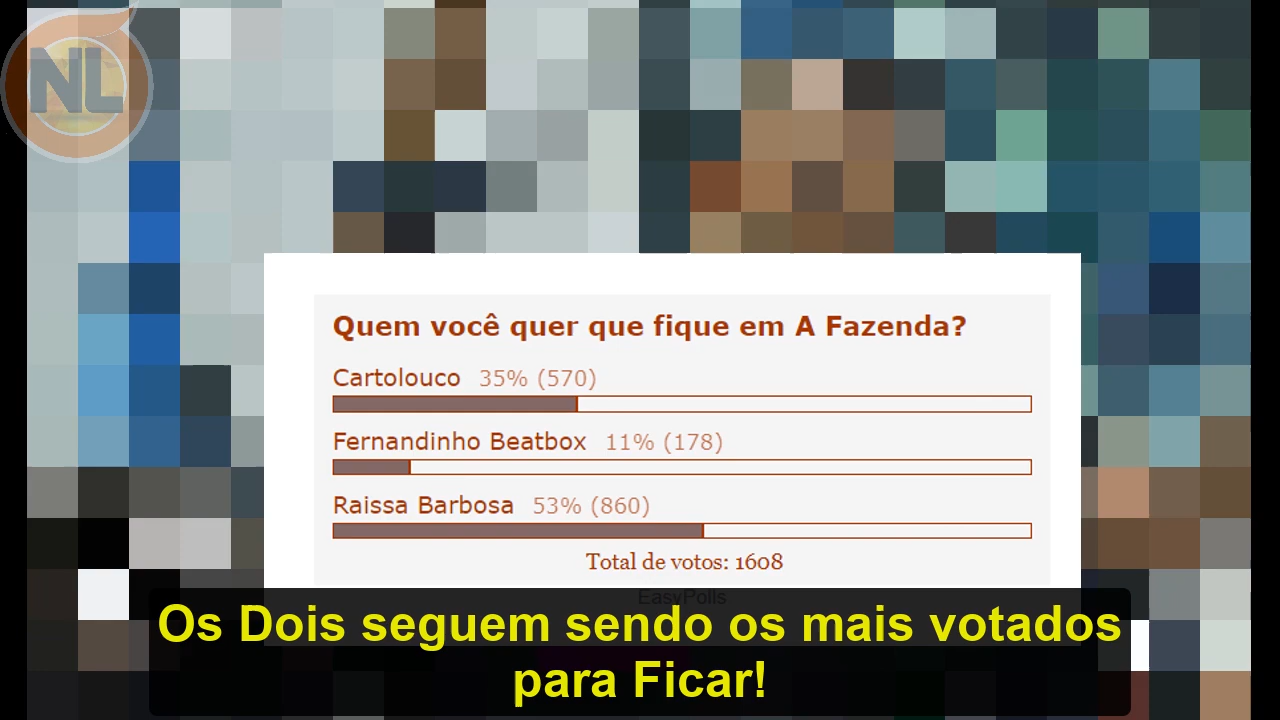 NL
Quem você quer que fique em A Fazenda?
Cartolouco 35% (570)
Fernandinho Beatbox 11% (178)
Raissa Barbosa 53% (860)
Total de votos: 1608
EasyPolls
Os Dois seguem sendo os mais votados
para Ficar!